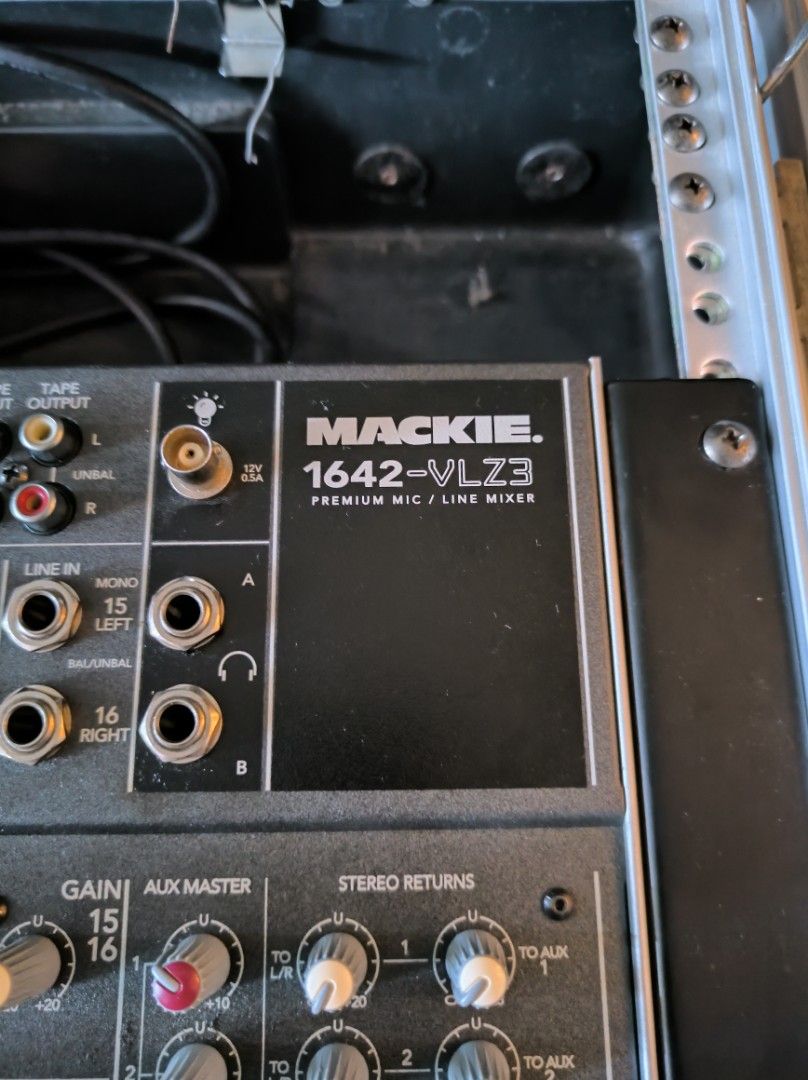 TAPE
OUTPUT
L
UNBAL
R
12V
0.5A
MACKIE.
1642-VLZ3
PREMIUM MIC / LINE MIXER
LINE IN
MONO
15
LEFT
BAL/UNBAL
16
RIGHT
A
B
GAIN
15
16
U
+20
AUX MASTER
U
1
+10
U
2
STEREO RETURNS
U
TO
L/R
+20
1
U
TO AUX
1
U
TO
L/R
2
U
TO AUX
2